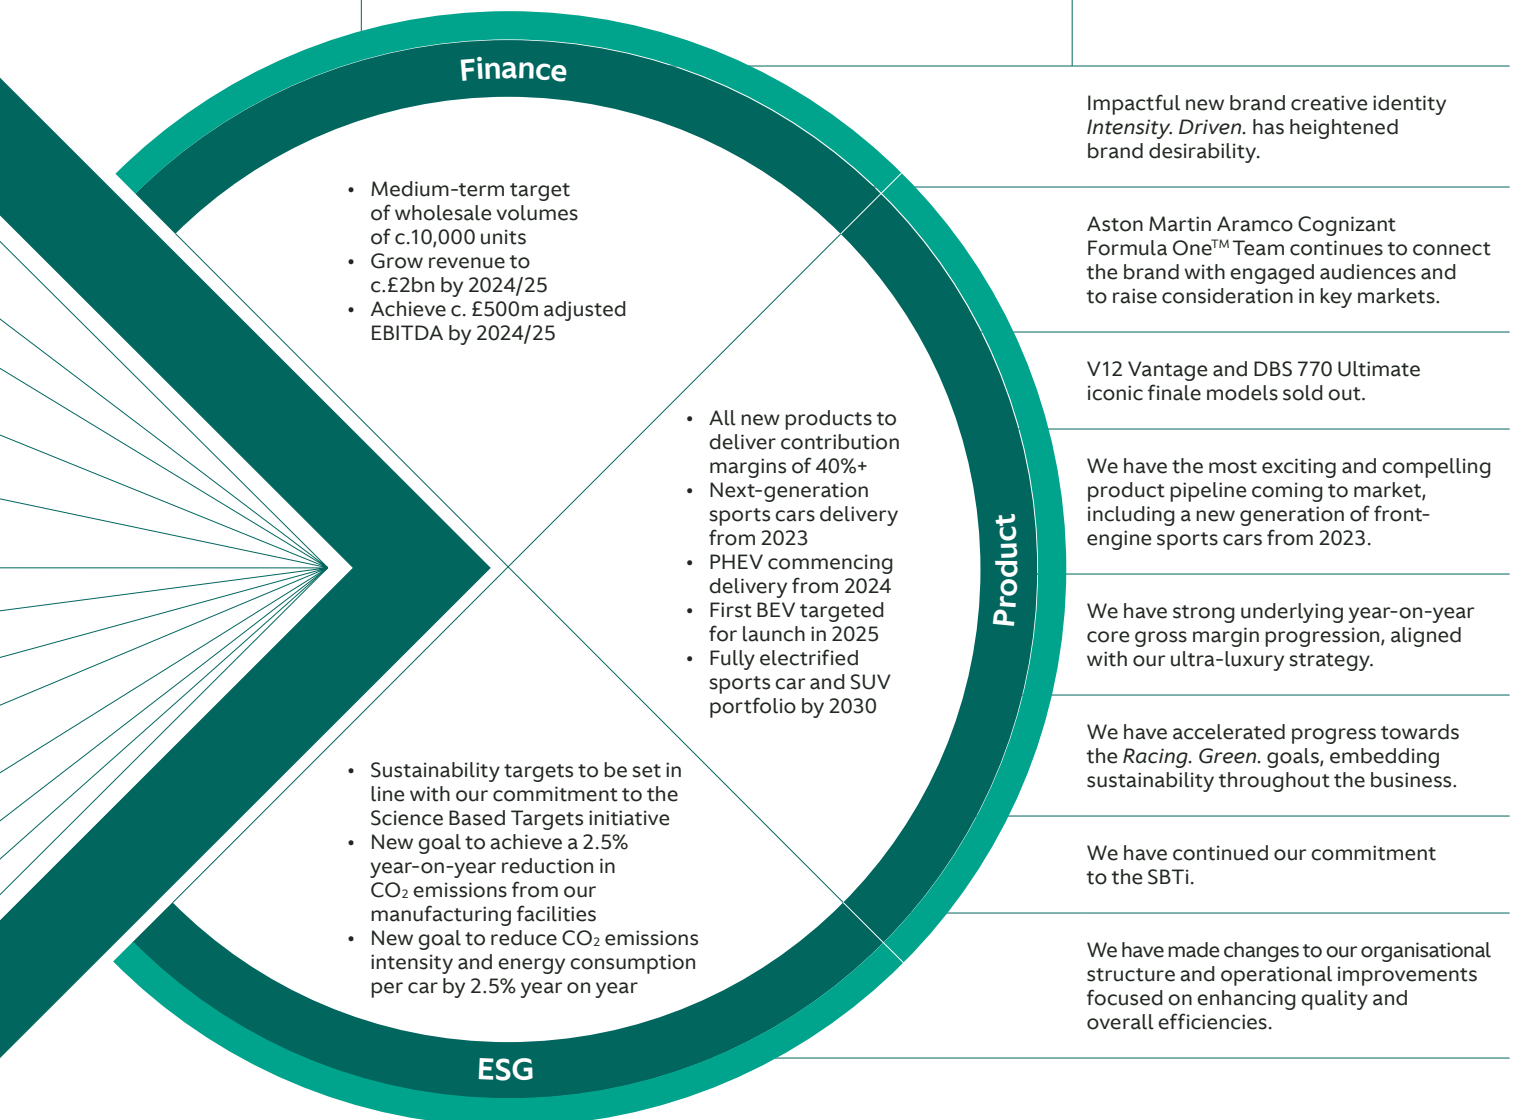 Finance
• Medium-term target
of wholesale volumes
of c.10,000 units
• Grow revenue to
c.£2bn by 2024/25
• Achieve c. £500m adjusted
EBITDA by 2024/25
Product
• All new products to
deliver contribution
margins of 40%+
• Next-generation
sports cars delivery
from 2023
• PHEV commencing
delivery from 2024
• First BEV targeted
for launch in 2025
• Fully electrified
sports car and SUV
portfolio by 2030
• Sustainability targets to be set in
line with our commitment to the
Science Based Targets initiative
• New goal to achieve a 2.5%
year-on-year reduction in
CO₂ emissions from our
manufacturing facilities
• New goal to reduce CO₂ emissions
intensity and energy consumption
per car by 2.5% year on year
ESG
Impactful new brand creative identity
Intensity. Driven. has heightened
brand desirability.
Aston Martin Aramco Cognizant
Formula One™ Team continues to connect
the brand with engaged audiences and
to raise consideration in key markets.
V12 Vantage and DBS 770 Ultimate
iconic finale models sold out.
We have the most exciting and compelling
product pipeline coming to market,
including a new generation of front-
engine sports cars from 2023.
We have strong underlying year-on-year
core gross margin progression, aligned
with our ultra-luxury strategy.
We have accelerated progress towards
the Racing. Green. goals, embedding
sustainability throughout the business.
We have continued our commitment
to the SBTi.
We have made changes to our organisational
structure and operational improvements
focused on enhancing quality and
overall efficiencies.